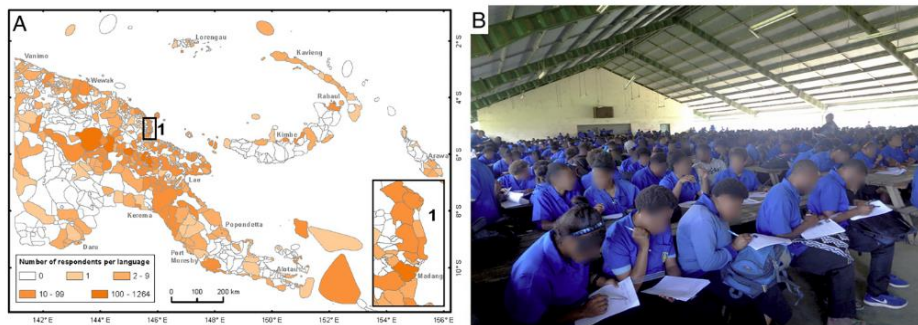 A
B
Lorengau
Kavieng
Vanimo
Wewak
Rabaul
Kimbe
1
Arawa
Lae
Kerema
Popondetta
Daru
Port
Moresby
Alotau
Madang
1
Number of respondents per language
0
1
2 - 9
10 - 99
100 - 1264
0
100
200 km
2° S
4° S
6° S
8° S
10° S
142° E
144° E
146° E
148° E
150° E
152° E
154° E
156° E